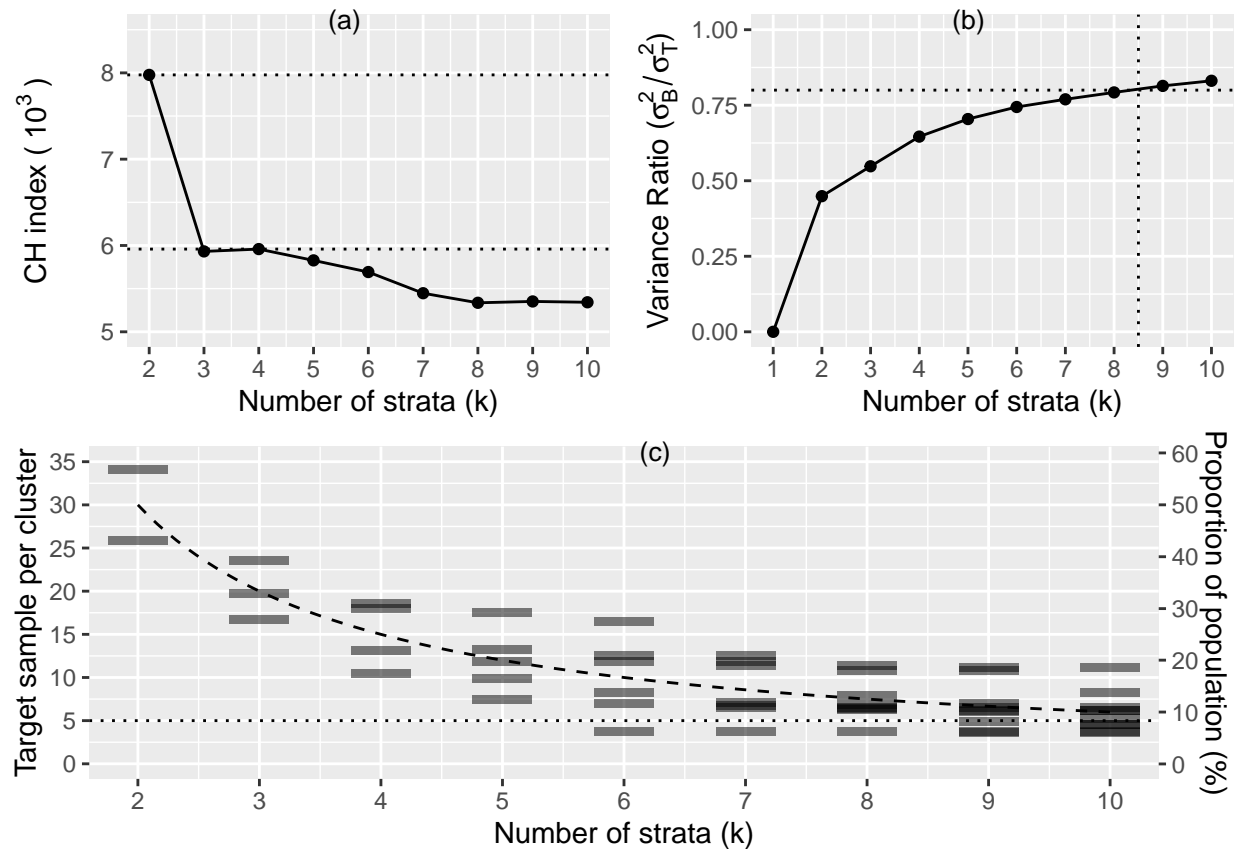 (a)
CH index ( 10³ )
8
7
6
5
2 3 4 5 6 7 8 9 10
Number of strata (k)
(b)
Variance Ratio (σ²_B/σ²_T)
1.00
0.75
0.50
0.25
0.00
1 2 3 4 5 6 7 8 9 10
Number of strata (k)
(c)
Target sample per cluster
35
30
25
20
15
10
5
0
Proportion of population (%)
60
50
40
30
20
10
0
2 3 4 5 6 7 8 9 10
Number of strata (k)